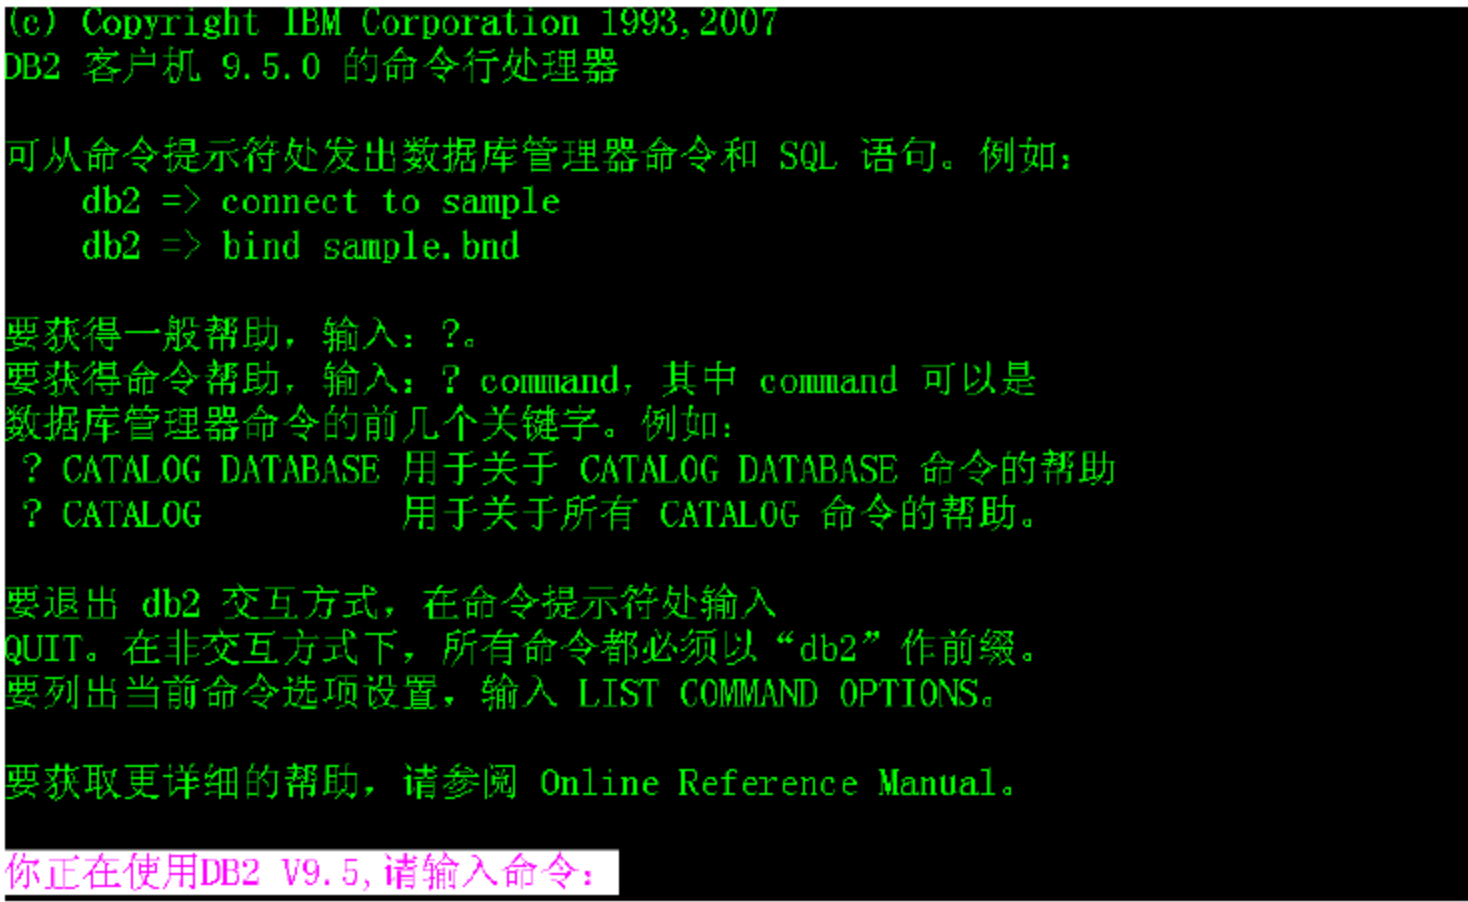 (c) Copyright IBM Corporation 1993,2007
DB2 客户机 9.5.0 的命令行处理器
可从命令提示符处发出数据库管理器命令和 SQL 语句。例如：
db2 => connect to sample
db2 => bind sample.bnd
要获得一般帮助，输入：?。
要获得命令帮助，输入：? command，其中 command 可以是
数据库管理器命令的前几个关键字。例如：
? CATALOG DATABASE 用于关于 CATALOG DATABASE 命令的帮助
? CATALOG 用于关于所有 CATALOG 命令的帮助。
要退出 db2 交互方式，在命令提示符处输入
QUIT。在非交互方式下，所有命令都必须以“db2”作前缀。
要列出当前命令选项设置，输入 LIST COMMAND OPTIONS。
要获取更详细的帮助，请参阅 Online Reference Manual。
你正在使用DB2 V9.5,请输入命令：